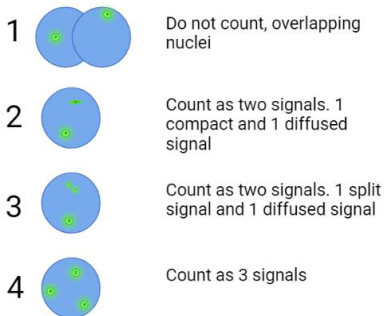 1
Do not count, overlapping
nuclei
2
Count as two signals. 1
compact and 1 diffused
signal
3
Count as two signals. 1 split
signal and 1 diffused signal
4
Count as 3 signals